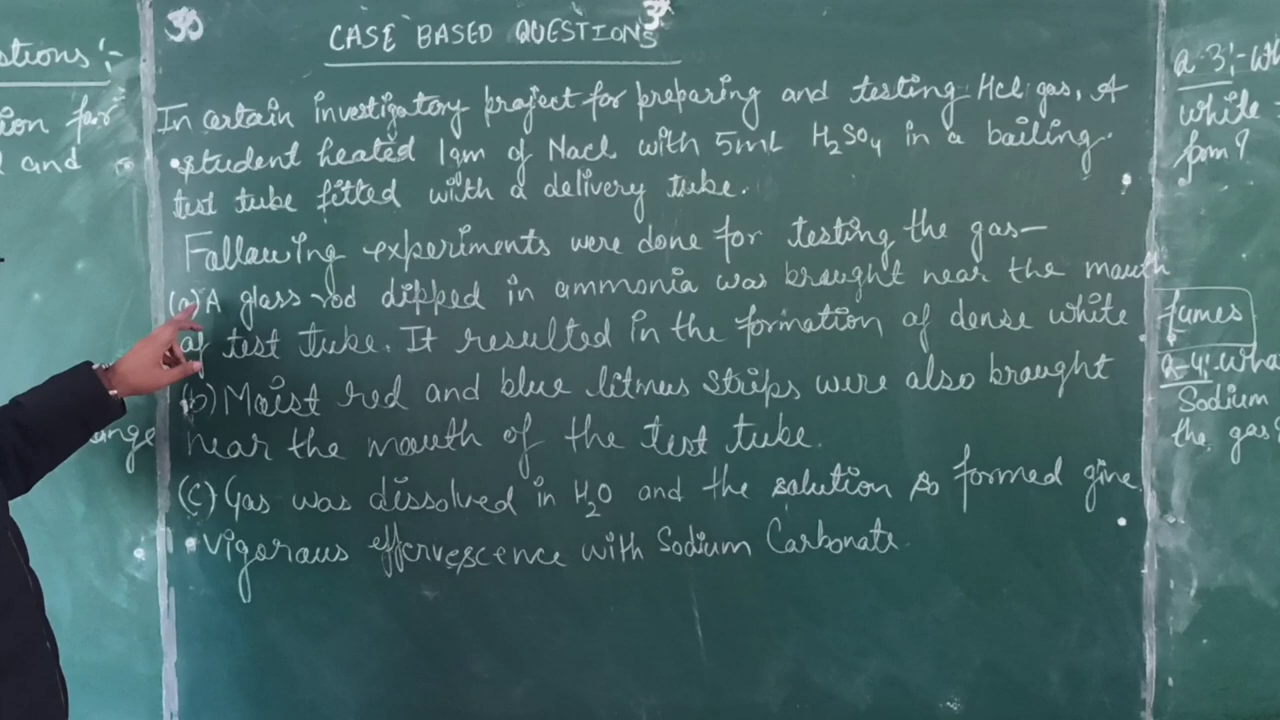 stions:-
ion for
d and
ange
30
CASE BASED QUESTIONS
In certain investigatory project for preparing and testing HCl gas. A
student heated 1gm of Nacl with 5mL H2SO4 in a boiling
test tube fitted with a delivery tube.
Following experiments were done for testing the gas—
(a) A glass rod dipped in ammonia was brought near the mouth
of test tube. It resulted in the formation of dense white
(b) Moist red and blue litmus strips were also brought
near the mouth of the test tube.
(C) Gas was dissolved in H2O and the solution so formed give
vigorous effervescence with Sodium Carbonate.
Q.3:- Wh
white
form?
fumes
Q-4:- Wha
Sodium
the gas?